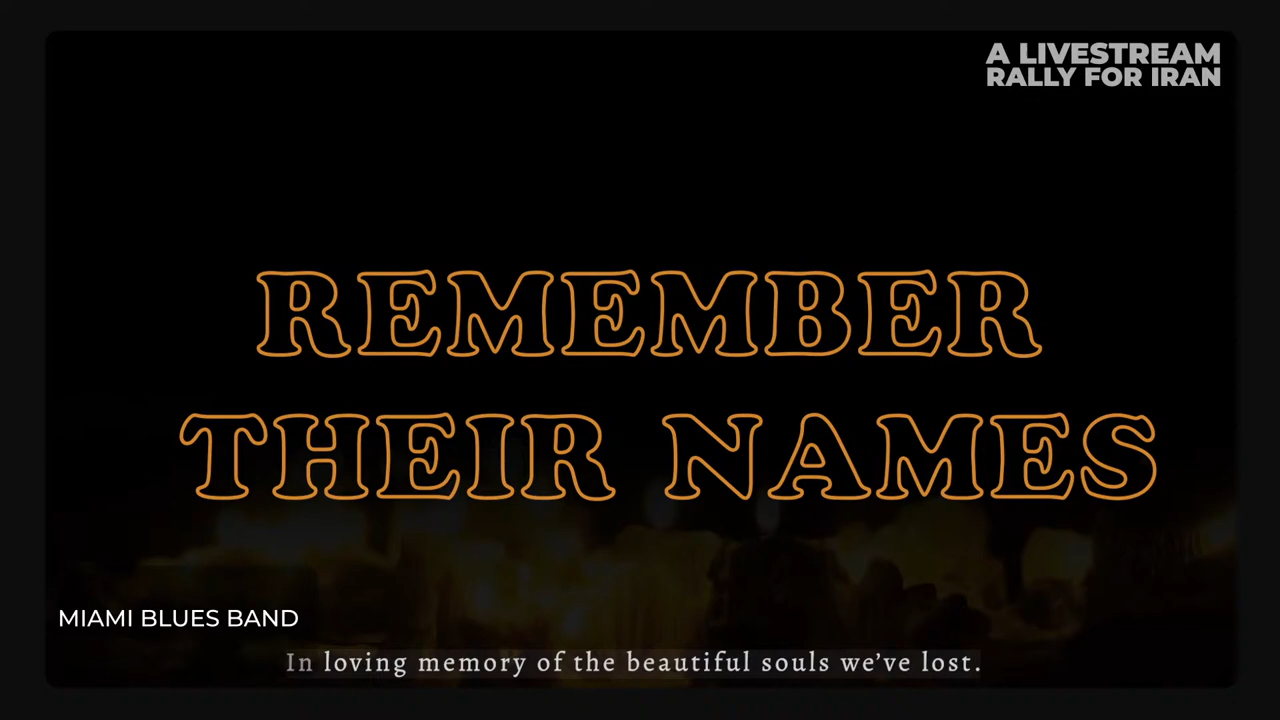 A LIVESTREAM
RALLY FOR IRAN
REMEMBER
THEIR NAMES
MIAMI BLUES BAND
In loving memory of the beautiful souls we’ve lost.